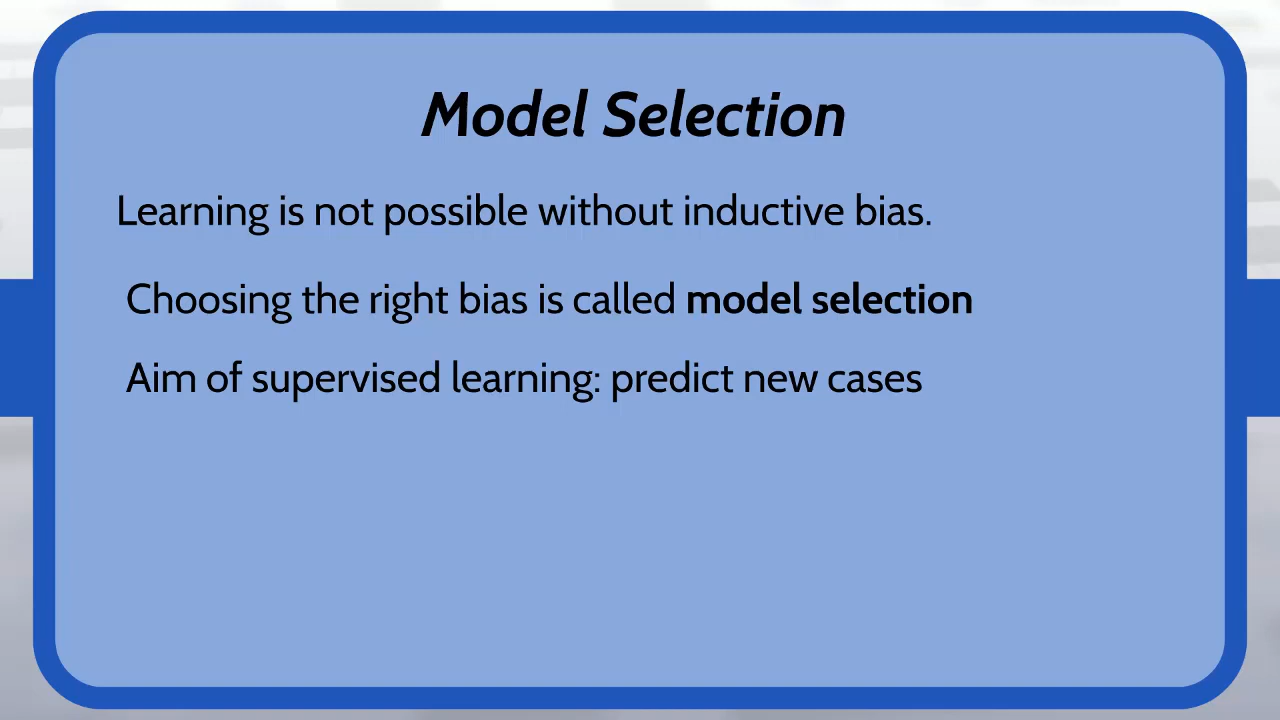 Model Selection
Learning is not possible without inductive bias.
Choosing the right bias is called model selection
Aim of supervised learning: predict new cases